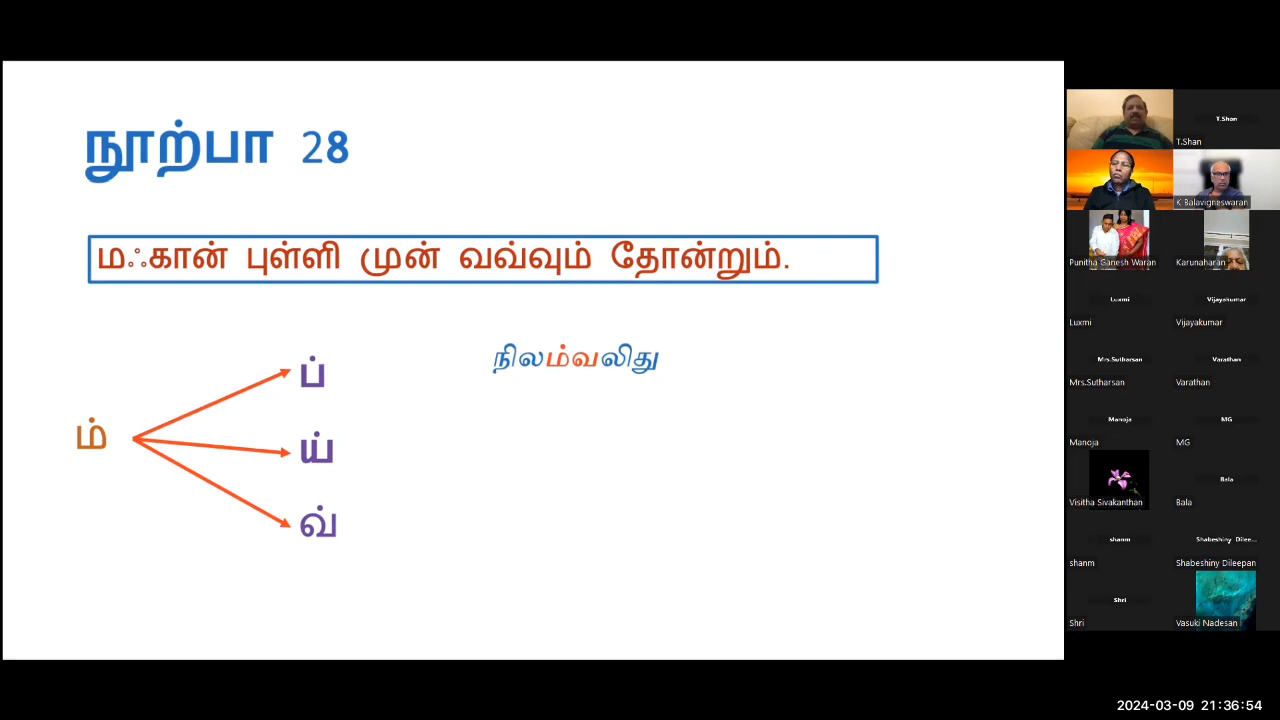 நூற்பா 28
மஃகான் புள்ளி முன் வவ்வும் தோன்றும்.
நிலம்வலிது
ப்
ம்
ய்
வ்
T.Shan
T.Shan
K Balavigneswaran
Punitha Ganesh Waran
Karunaharan
Luxmi
Vijayakumar
Luxmi
Vijayakumar
Mrs.Sutharsan
Varathan
Mrs.Sutharsan
Varathan
Manoja
MG
Manoja
MG
Bala
Visitha Sivakanthan
Bala
shanm
Shabeshiny Dilee...
shanm
Shabeshiny Dileepan
Shri
Shri
Vasuki Nadesan
2024-03-09 21:36:54